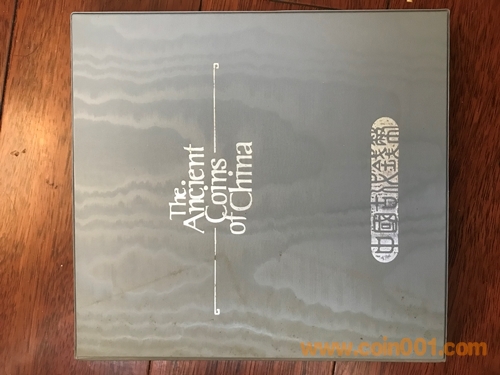 The
Ancient
Coins
of China
中國古代錢幣
www.coin001.com